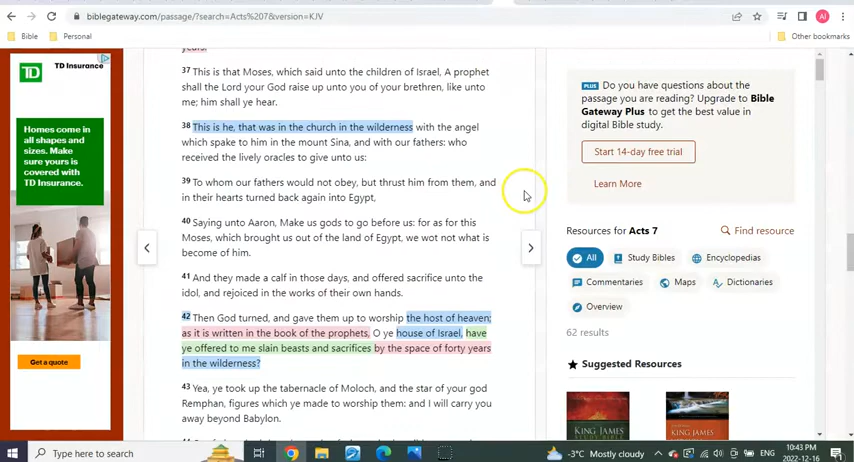 biblegateway.com/passage/?search=Acts%207&version=KJV
AI
Bible
Personal
Other bookmarks
TD Insurance
TD
Homes come in
all shapes and
sizes. Make
sure yours is
covered with
TD Insurance.
Get a quote
years.
37 This is that Moses, which said unto the children of Israel, A prophet
shall the Lord your God raise up unto you of your brethren, like unto
me; him shall ye hear.
38 This is he, that was in the church in the wilderness with the angel
which spake to him in the mount Sina, and with our fathers: who
received the lively oracles to give unto us:
39 To whom our fathers would not obey, but thrust him from them, and
in their hearts turned back again into Egypt,
40 Saying unto Aaron, Make us gods to go before us: for as for this
Moses, which brought us out of the land of Egypt, we wot not what is
become of him.
41 And they made a calf in those days, and offered sacrifice unto the
idol, and rejoiced in the works of their own hands.
42 Then God turned, and gave them up to worship the host of heaven;
as it is written in the book of the prophets, O ye house of Israel, have
ye offered to me slain beasts and sacrifices by the space of forty years
in the wilderness?
43 Yea, ye took up the tabernacle of Moloch, and the star of your god
Remphan, figures which ye made to worship them: and I will carry you
away beyond Babylon.
PLUS Do you have questions about the
passage you are reading? Upgrade to Bible
Gateway Plus to get the best value in
digital Bible study.
Start 14-day free trial
Learn More
Resources for Acts 7
Find resource
All
Study Bibles
Encyclopedias
Commentaries
Maps
Dictionaries
Overview
62 results
Suggested Resources
KING JAMES
KING JAMES
Type here to search
-3°C Mostly cloudy
ENG
10:43 PM
2022-12-16